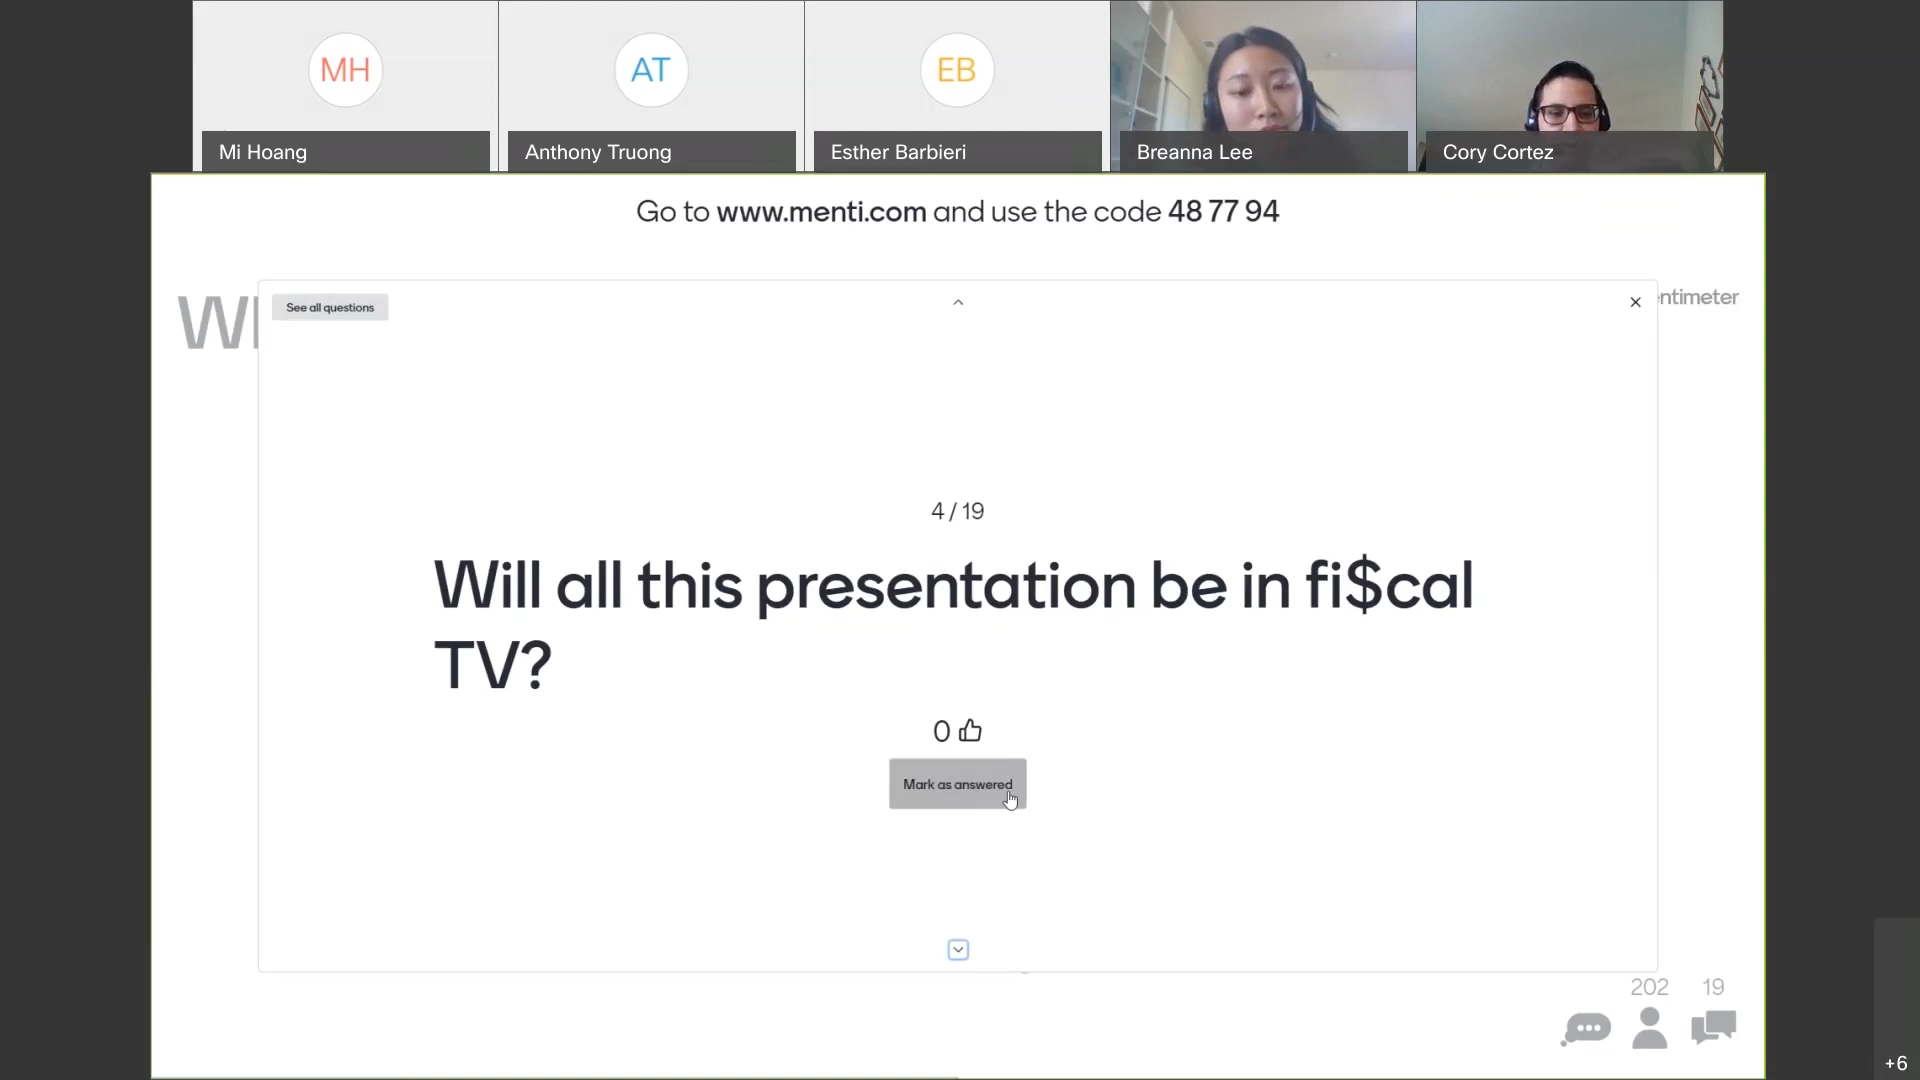 MH
AT
EB
Mi Hoang
Anthony Truong
Esther Barbieri
Breanna Lee
Cory Cortez
Go to www.menti.com and use the code 48 77 94
See all questions
ntimeter
4 / 19
Will all this presentation be in fi$cal
TV?
0
Mark as answered
202
19
+6